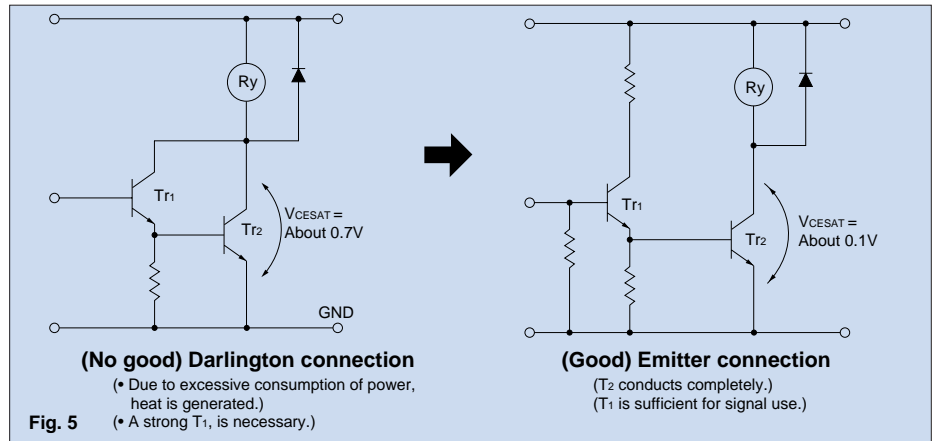 Ry
Tr1
Tr2
VCESAT =
About 0.7V
GND
(No good) Darlington connection
(• Due to excessive consumption of power,
heat is generated.)
(• A strong T1, is necessary.)
Fig. 5
Ry
Tr1
Tr2
VCESAT =
About 0.1V
(Good) Emitter connection
(T2 conducts completely.)
(T1 is sufficient for signal use.)